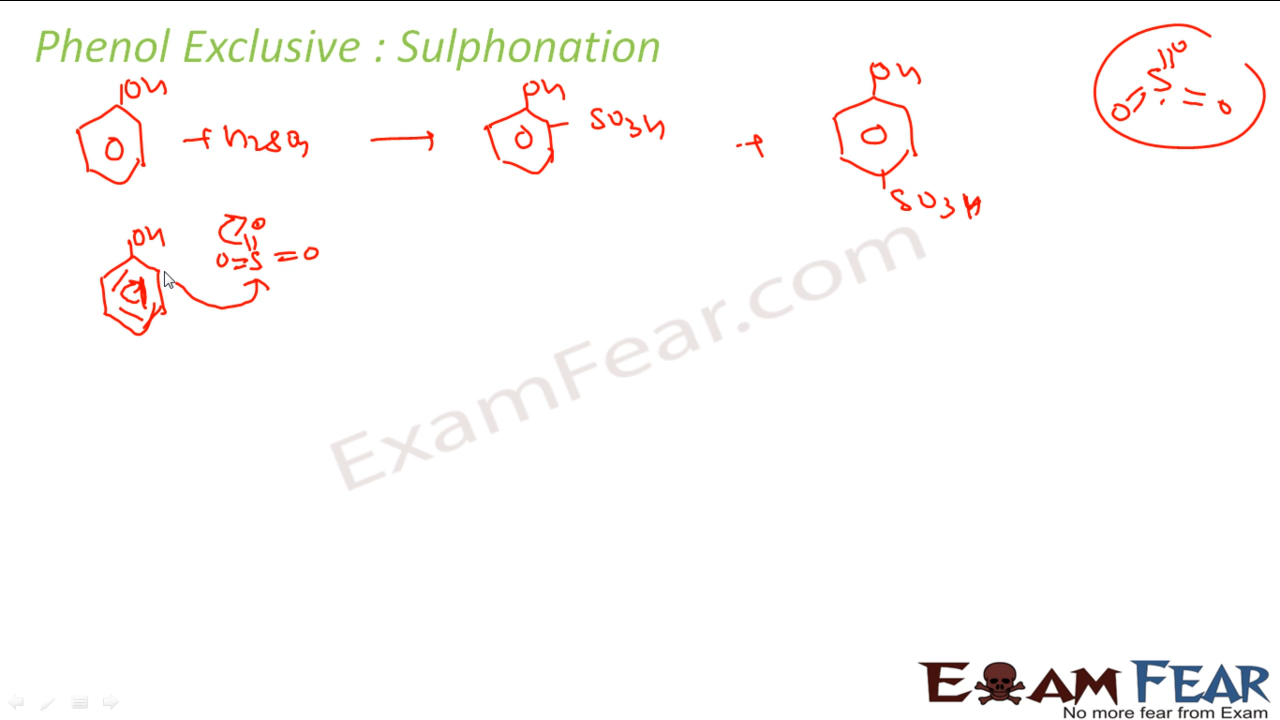 Phenol Exclusive : Sulphonation
OH
+ H2SO4
OH
SO3H
+
OH
SO3H
O
O = S = O
OH
O
O = S = O
ExamFear.com
EXAM FEAR
No more fear from Exam